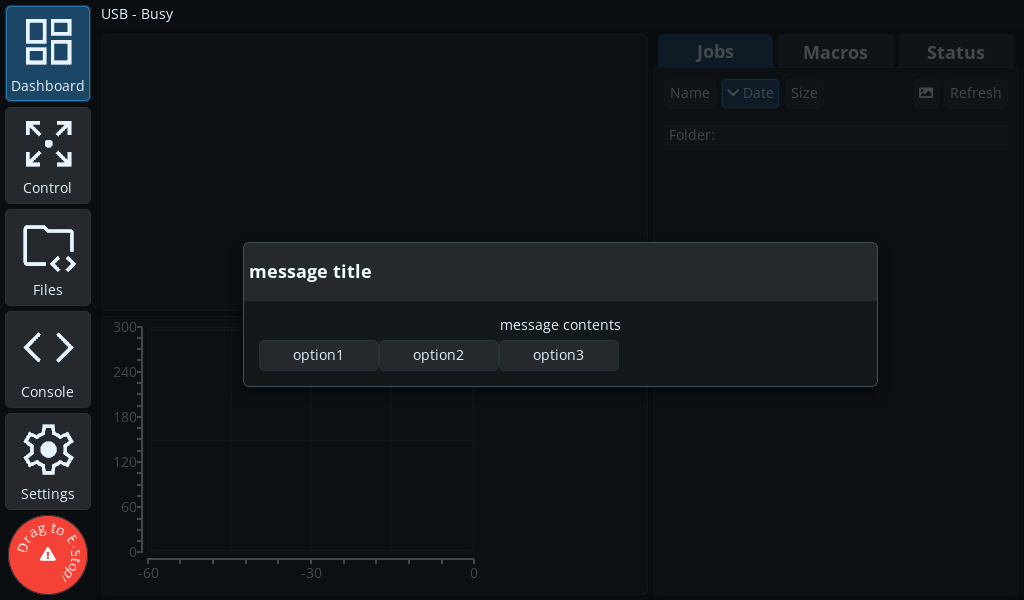 USB - Busy
Dashboard
Control
Files
Console
Settings
Drag to E-Stop!
Jobs
Macros
Status
Name
Date
Size
Refresh
Folder:
message title
message contents
option1
option2
option3
300
240
180
120
60
0
-60
-30
0